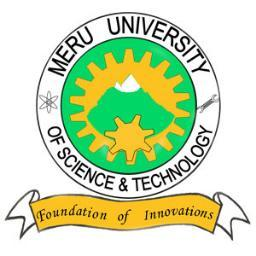 MERU UNIVERSITY
OF SCIENCE & TECHNOLOGY
Foundation of Innovations